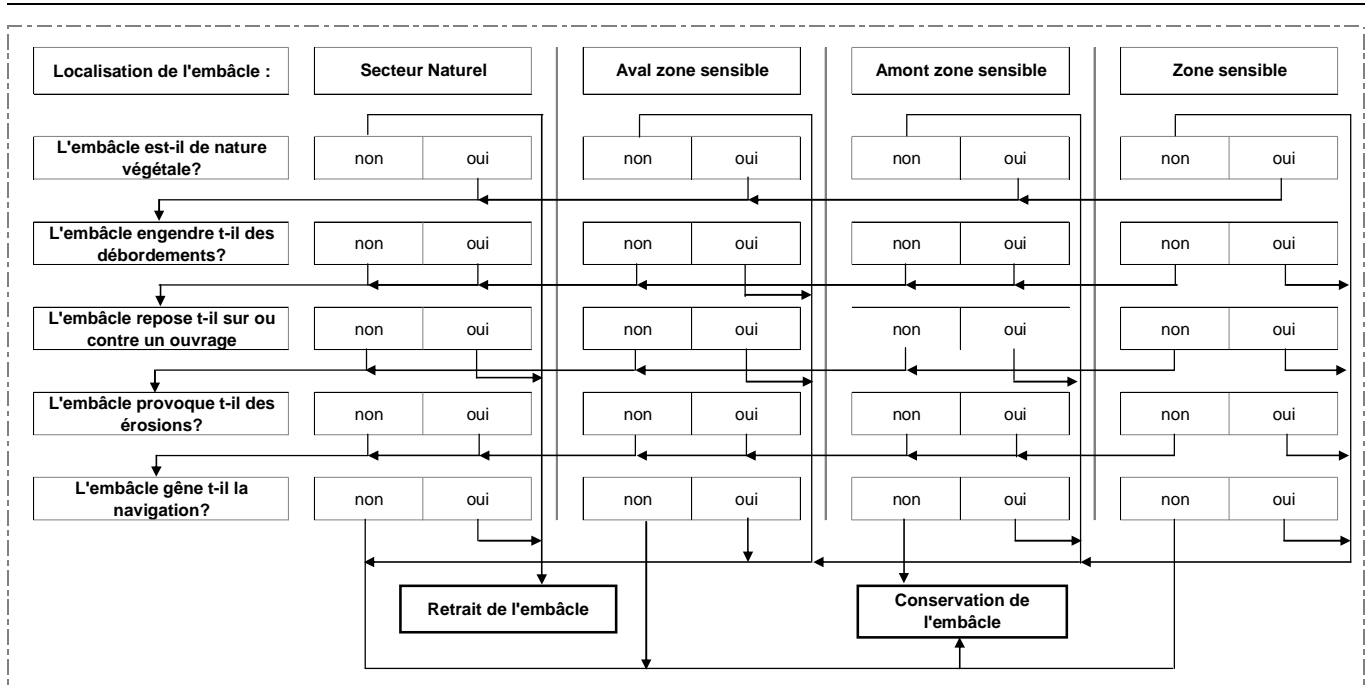 Localisation de l'embâcle :
Secteur Naturel
Aval zone sensible
Amont zone sensible
Zone sensible
L'embâcle est-il de nature
végétale?
non
oui
non
oui
non
oui
non
oui
L'embâcle engendre t-il des
débordements?
non
oui
non
oui
non
oui
non
oui
L'embâcle repose t-il sur ou
contre un ouvrage
non
oui
non
oui
non
oui
non
oui
L'embâcle provoque t-il des
érosions?
non
oui
non
oui
non
oui
non
oui
L'embâcle gêne t-il la
navigation?
non
oui
non
oui
non
oui
non
oui
Retrait de l'embâcle
Conservation de
l'embâcle